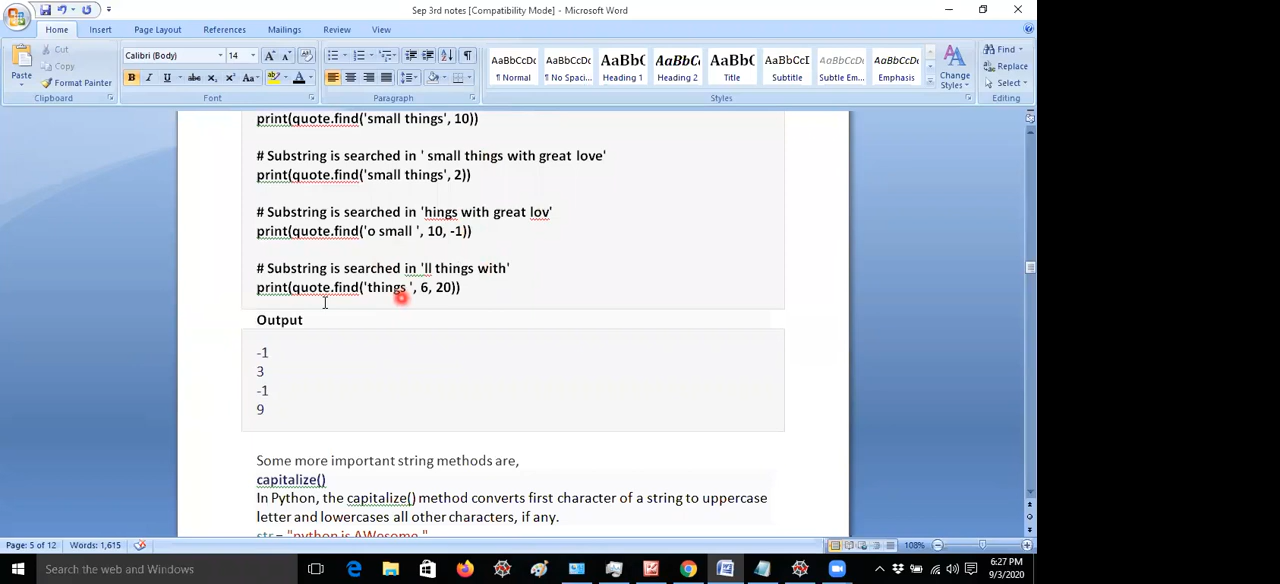 Sep 3rd notes [Compatibility Mode] - Microsoft Word
Home Insert Page Layout References Mailings Review View
Paste
Cut
Copy
Format Painter
Clipboard
Calibri (Body) 14
Font
Paragraph
AaBbCcDc AaBbCcDc AaBbC AaBbCc AaBbC AaBbCcI AaBbCcDc AaBbCcDc
¶ Normal ¶ No Spaci... Heading 1 Heading 2 Title Subtitle Subtle Em... Emphasis
Change Styles
Styles
Find
Replace
Select
Editing
print(quote.find('small things', 10))
# Substring is searched in ' small things with great love'
print(quote.find('small things', 2))
# Substring is searched in 'hings with great lov'
print(quote.find('o small ', 10, -1))
# Substring is searched in 'll things with'
print(quote.find('things ', 6, 20))
Output
-1
3
-1
9
Some more important string methods are,
capitalize()
In Python, the capitalize() method converts first character of a string to uppercase
letter and lowercases all other characters, if any.
str= "python is AWesome."
Page: 5 of 12 Words: 1,615 108%
Search the web and Windows
6:27 PM
9/3/2020